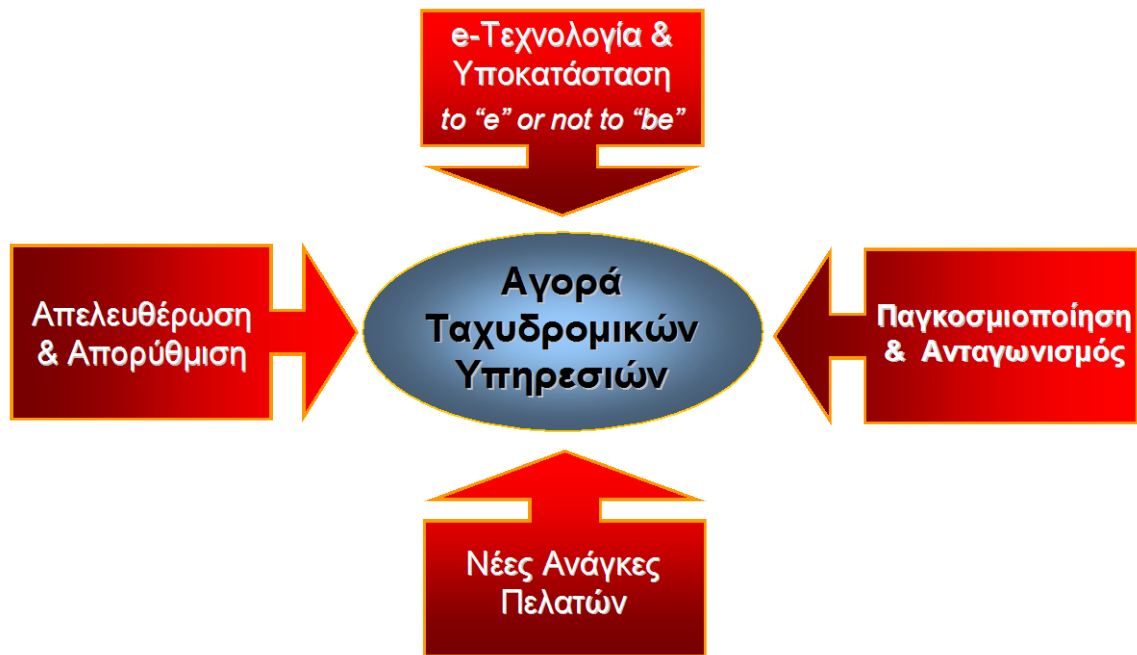 e-Τεχνολογία &
Υποκατάσταση
to “e” or not to “be”
Απελευθέρωση
& Απορύθμιση
Αγορά
Ταχυδρομικών
Υπηρεσιών
Παγκοσμιοποίηση
& Ανταγωνισμός
Νέες Ανάγκες
Πελατών